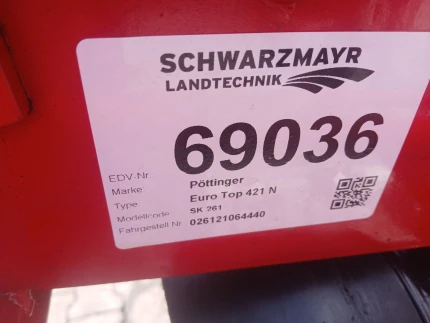 SCHWARZMAYR
LANDTECHNIK
EDV-Nr. 69036
Marke Pöttinger
Type Euro Top 421 N
Modellcode SK 261
Fahrgestell Nr 026121064440